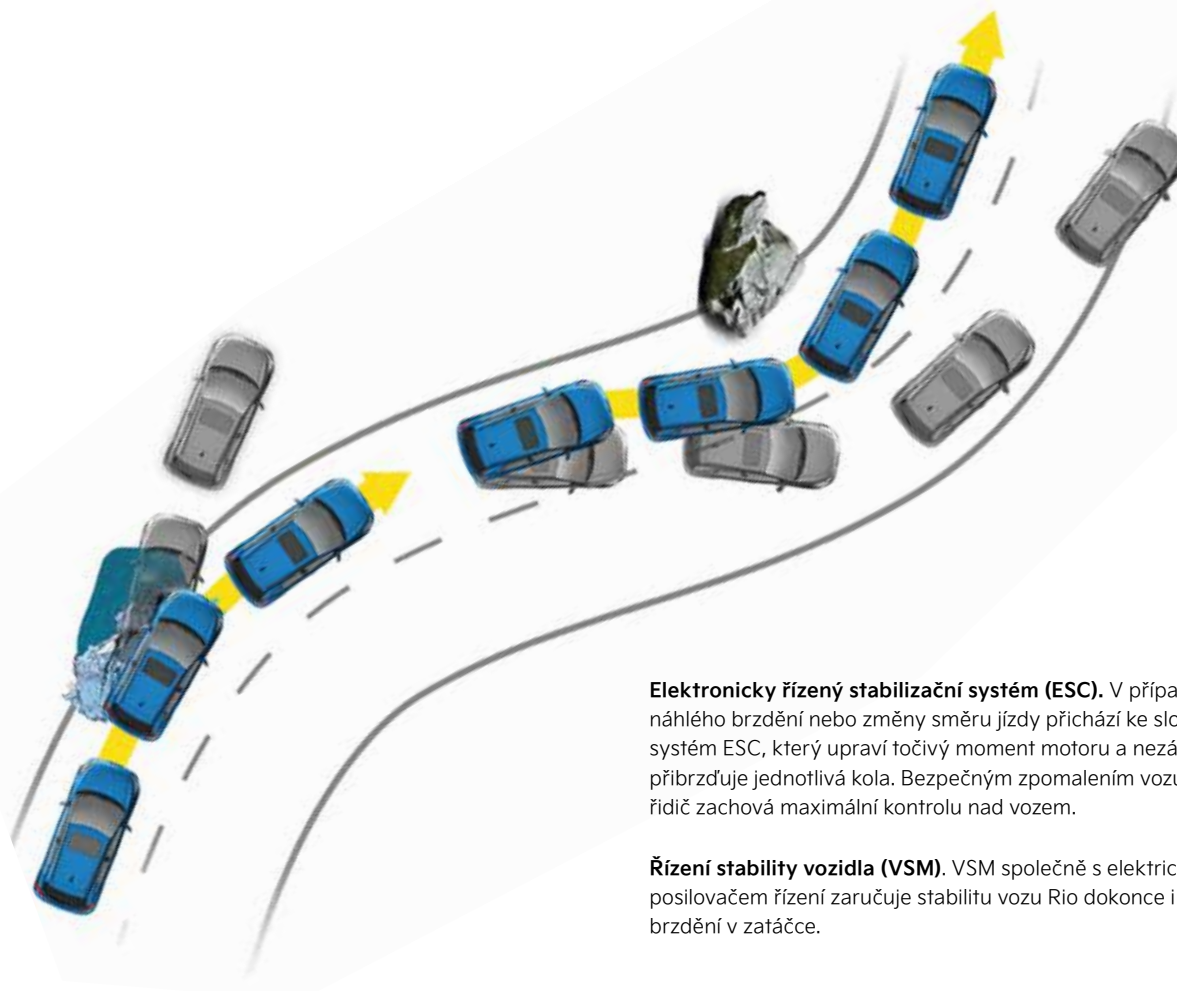 Elektronicky řízený stabilizační systém (ESC). V přípa
náhlého brzdění nebo změny směru jízdy přichází ke slo
systém ESC, který upraví točivý moment motoru a nezá
přibrzďuje jednotlivá kola. Bezpečným zpomalením vozu
řidič zachová maximální kontrolu nad vozem.
Řízení stability vozidla (VSM). VSM společně s elektric
posilovačem řízení zaručuje stabilitu vozu Rio dokonce i
brzdění v zatáčce.